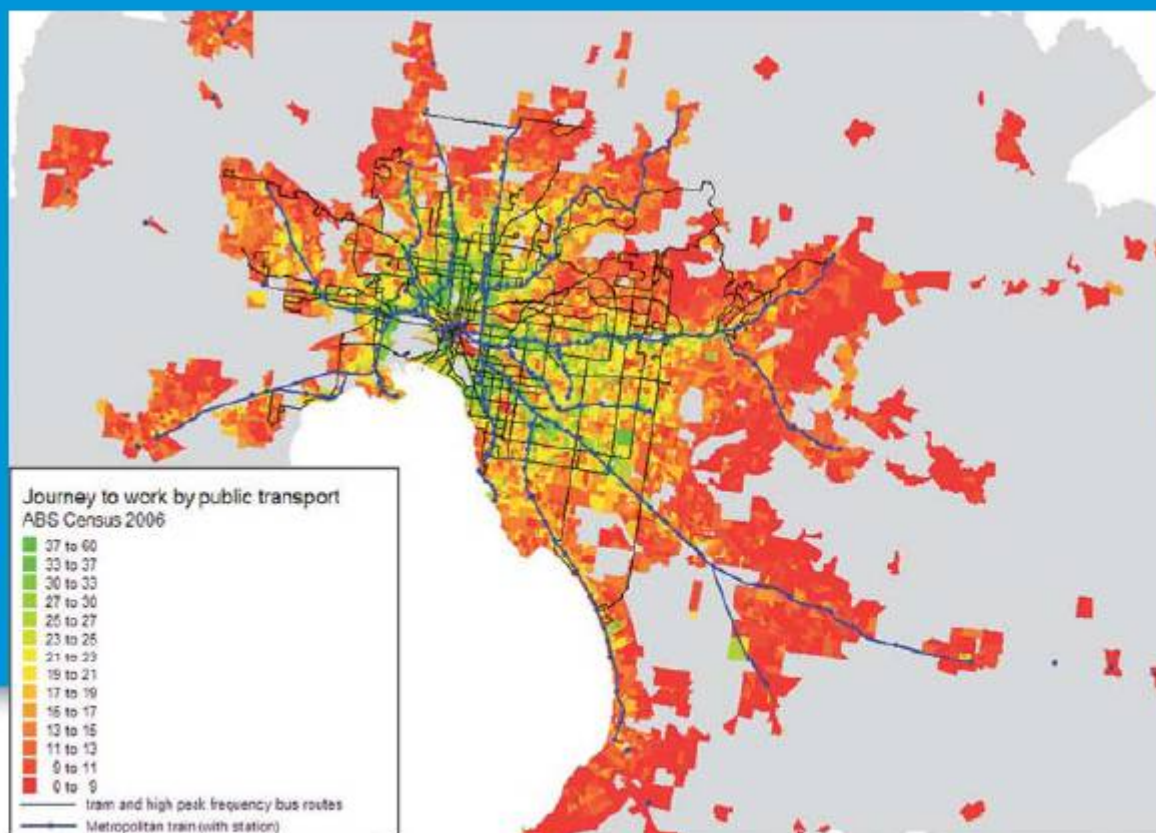 Journey to work by public transport
ABS Census 2006
37 to 60
33 to 37
30 to 33
27 to 30
25 to 27
23 to 25
21 to 23
19 to 21
17 to 19
16 to 17
13 to 15
11 to 13
9 to 11
0 to 9
tram and high peak frequency bus routes
Metropolitan train (with station)